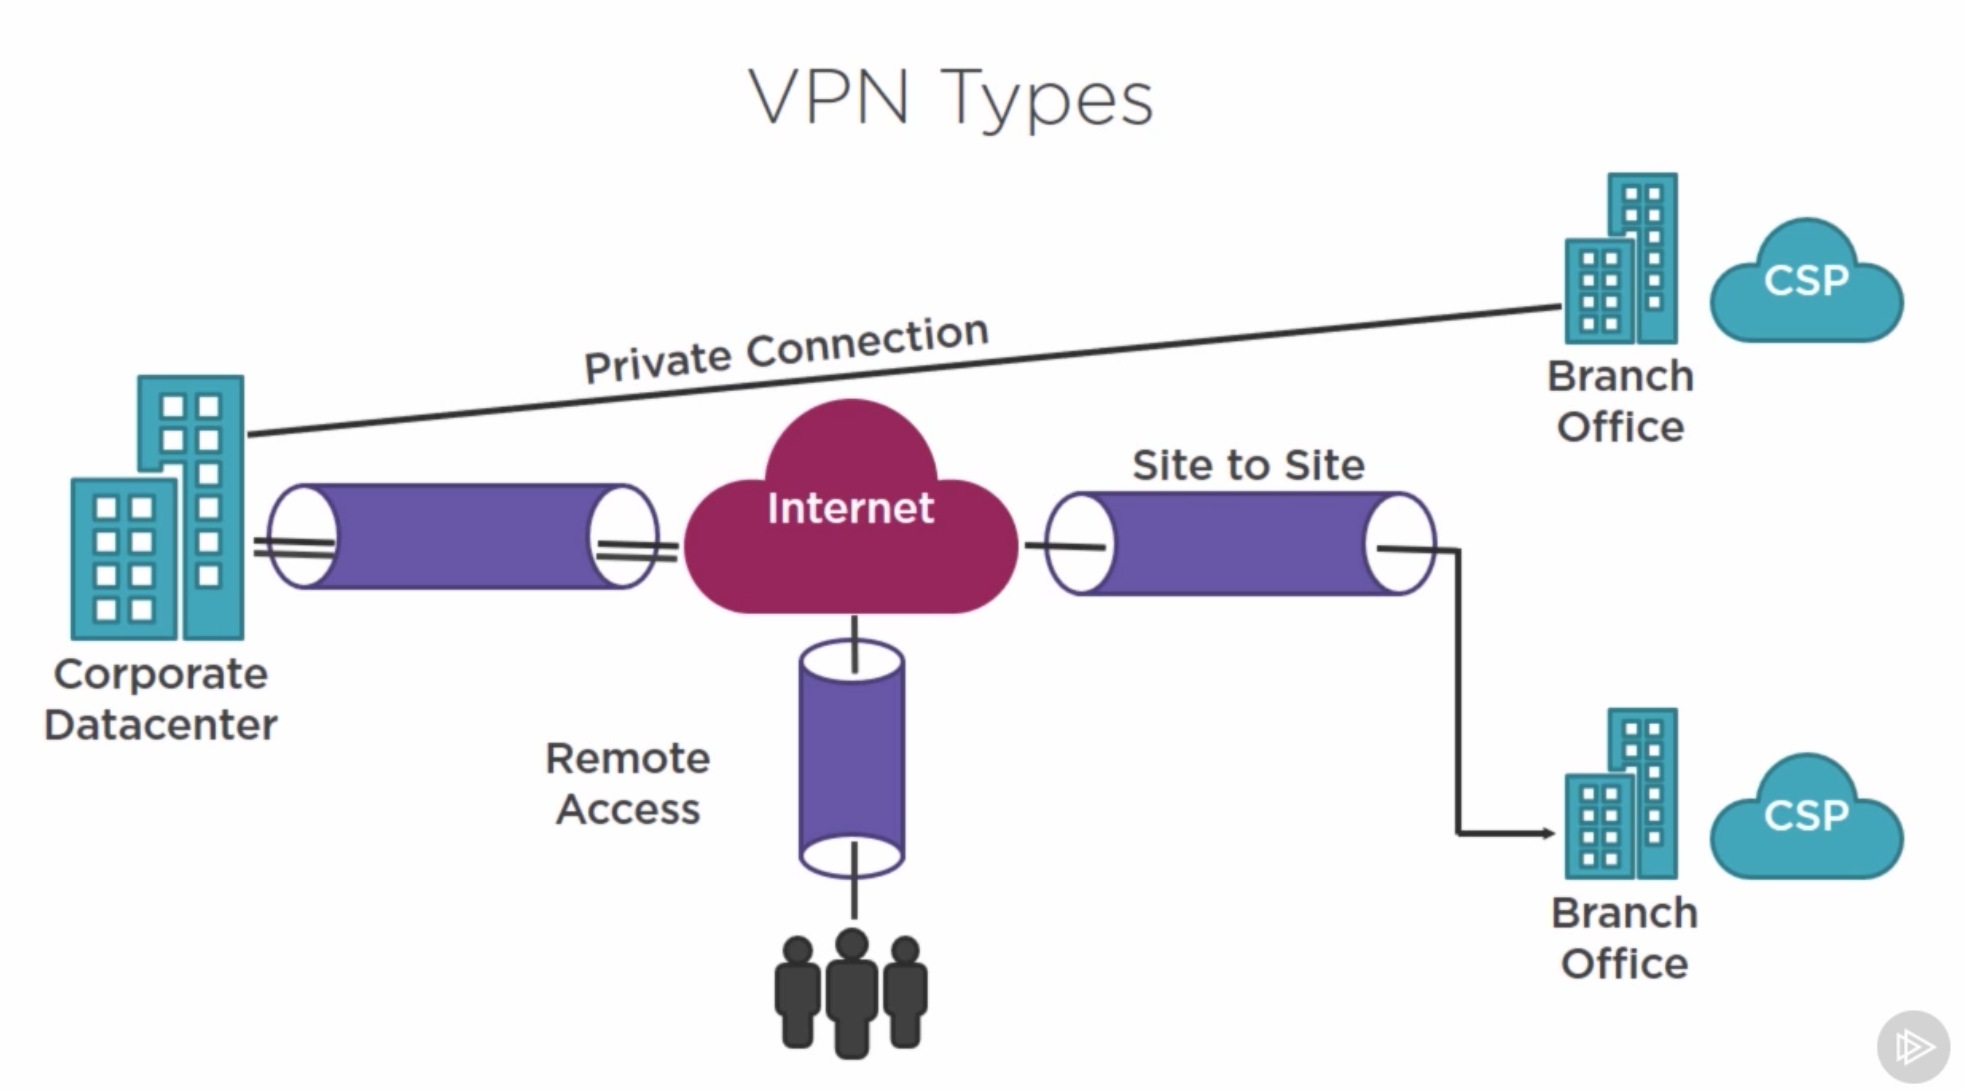 VPN Types
CSP
Private Connection
Branch
Office
Site to Site
Internet
Corporate
Datacenter
Remote
Access
CSP
Branch
Office